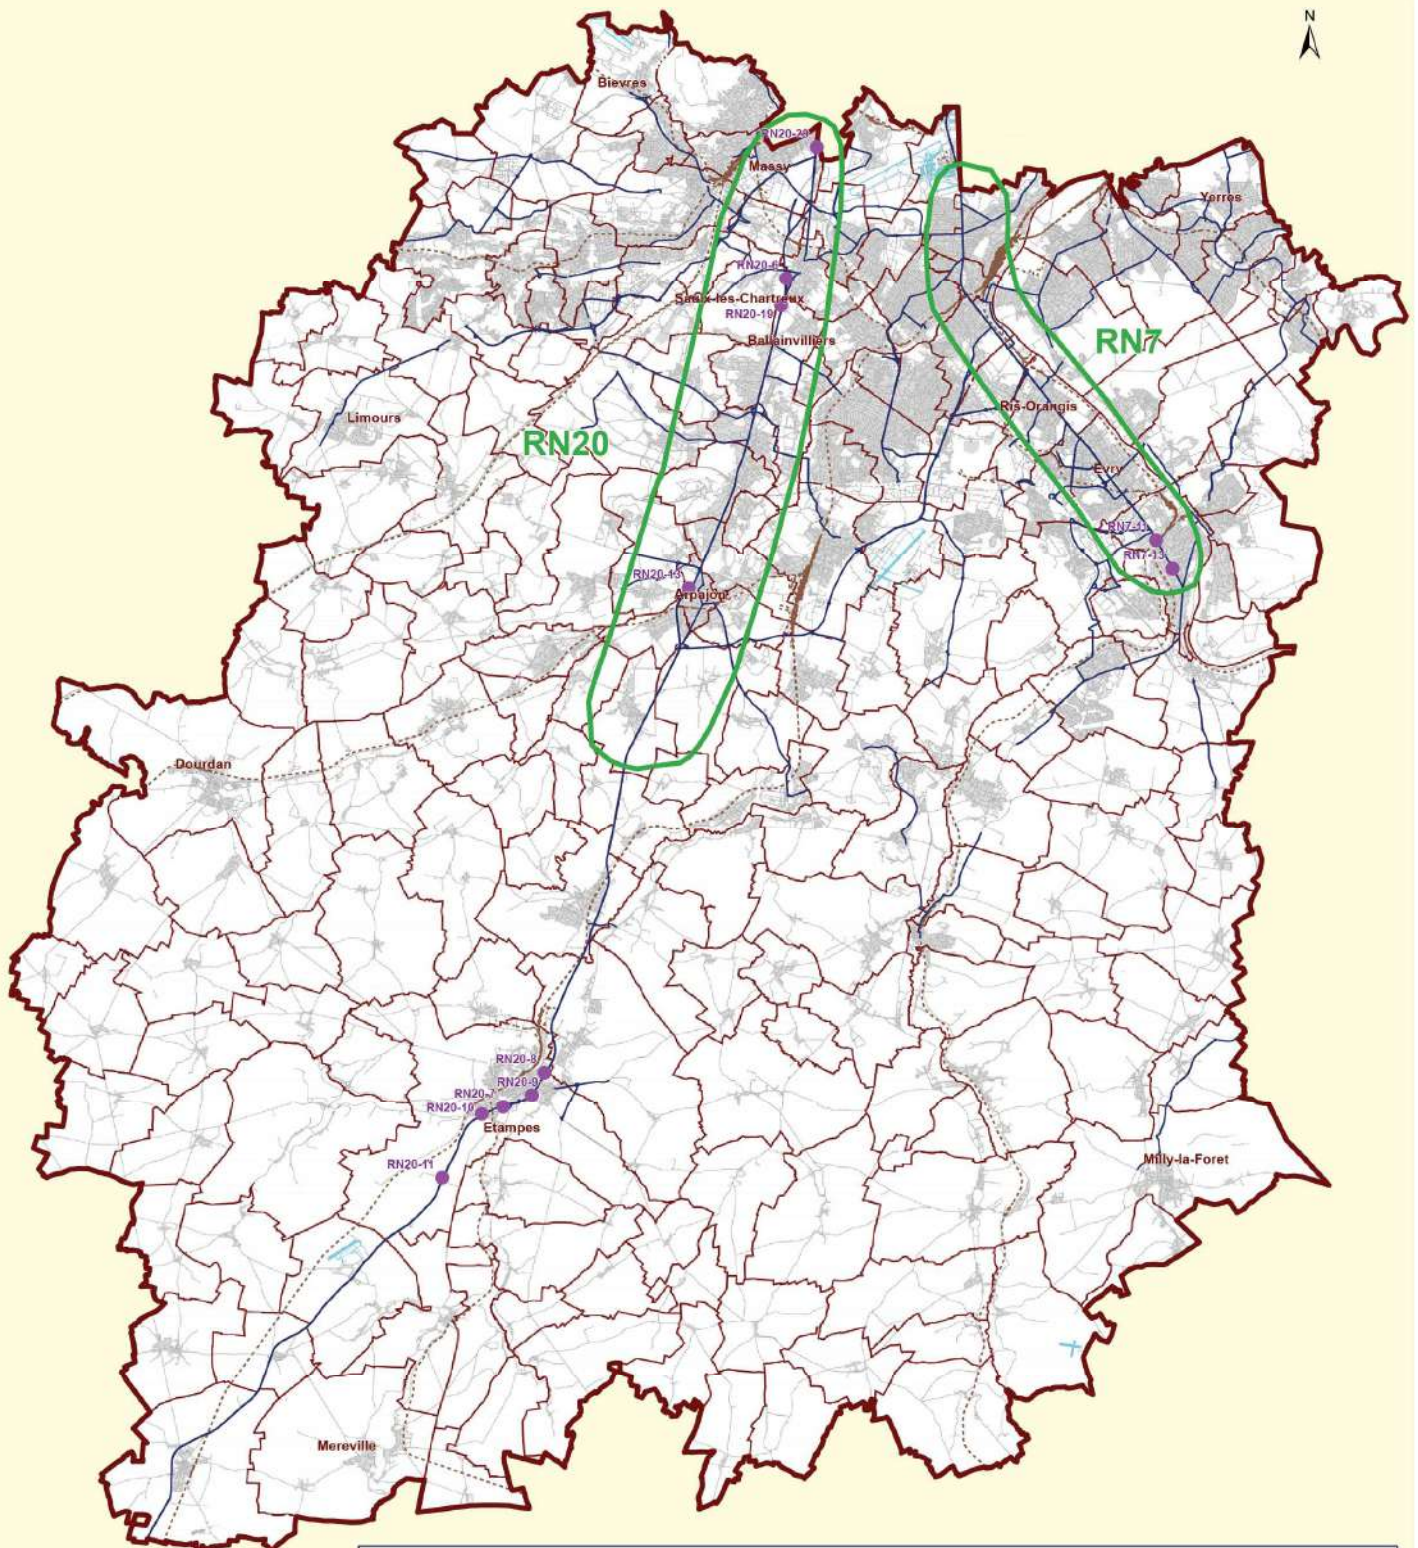 N
Bievres
RN20-20
Massy
Yerres
RN20-6
Saulx-les-Chartreux
RN20-19
Ballainvilliers
RN7
Limours
Ris-Orangis
RN20
Evry
RN7-11
RN7-13
RN20-13
Arpajon
Dourdan
RN20-8
RN20-9
RN20-7
RN20-10
Etampes
RN20-11
Milly-la-Foret
Mereville